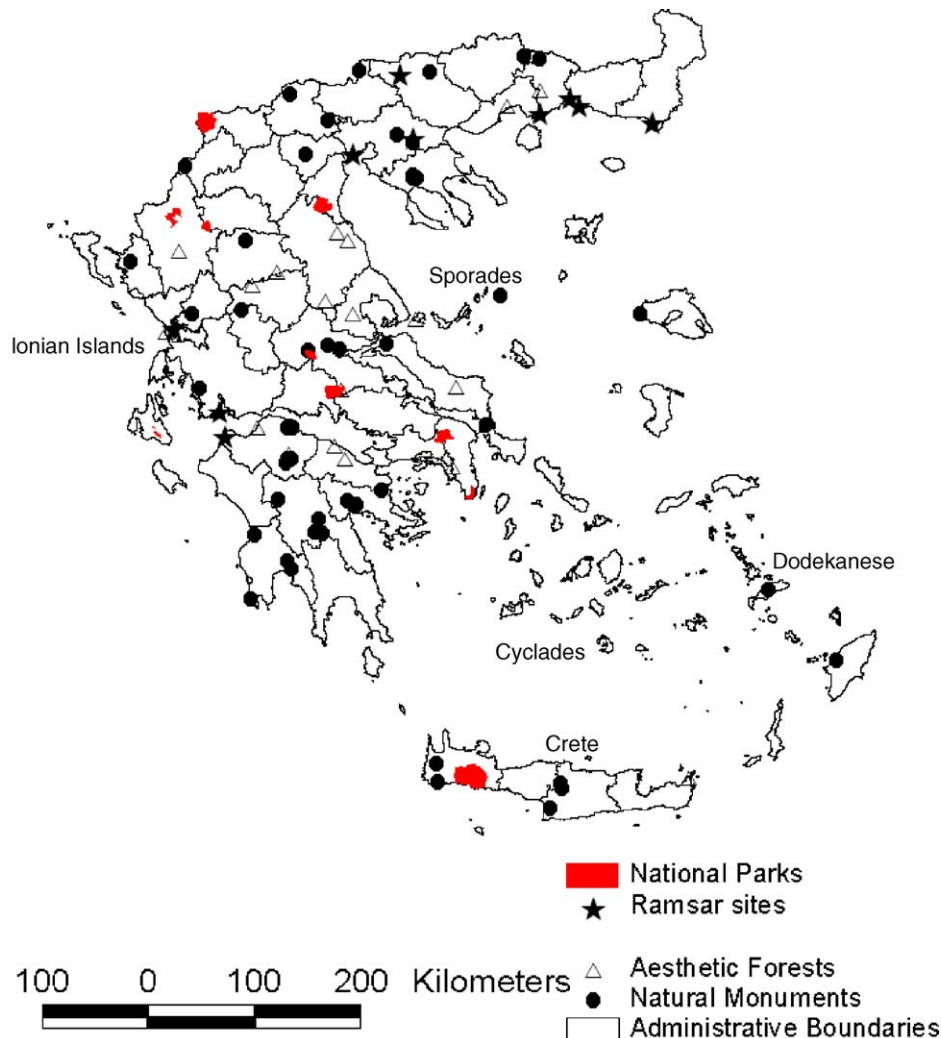 Sporades
Ionian Islands
Dodekanese
Cyclades
Crete
National Parks
Ramsar sites
100 0 100 200 Kilometers
Aesthetic Forests
Natural Monuments
Administrative Boundaries